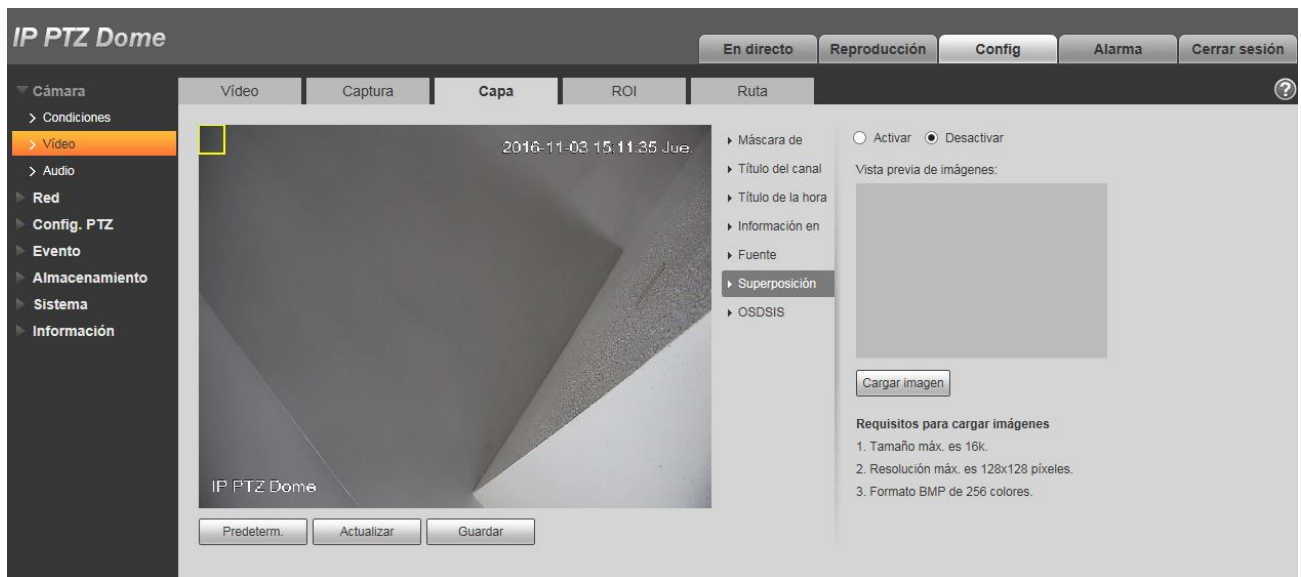 IP PTZ Dome
En directo
Reproducción
Config
Alarma
Cerrar sesión
Cámara
Condiciones
Vídeo
Audio
Red
Config. PTZ
Evento
Almacenamiento
Sistema
Información
Vídeo
Captura
Capa
ROI
Ruta
?
2016-11-03 15:11:35 Jue.
IP PTZ Dome
Predeterm.
Actualizar
Guardar
Máscara de
Título del canal
Título de la hora
Información en
Fuente
Superposición
OSDSIS
Activar
Desactivar
Vista previa de imágenes:
Cargar imagen
Requisitos para cargar imágenes
1. Tamaño máx. es 16k.
2. Resolución máx. es 128x128 píxeles.
3. Formato BMP de 256 colores.